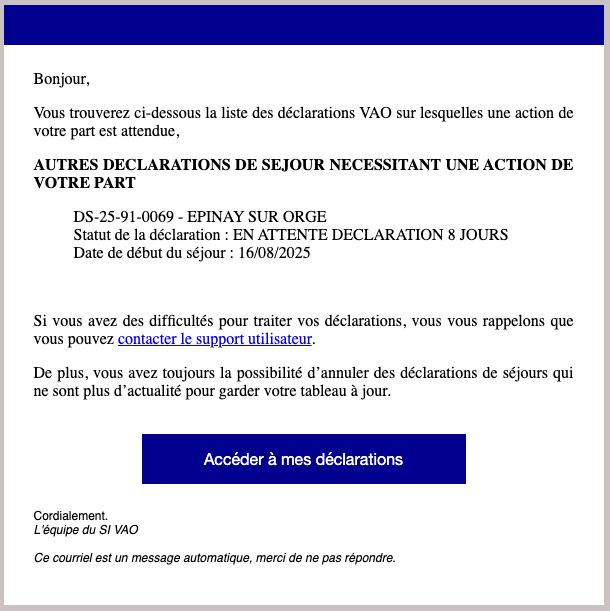 Bonjour,
Vous trouverez ci-dessous la liste des déclarations VAO sur lesquelles une action de
votre part est attendue,
AUTRES DECLARATIONS DE SEJOUR NECESSITANT UNE ACTION DE
VOTRE PART
DS-25-91-0069 - EPINAY SUR ORGE
Statut de la déclaration : EN ATTENTE DECLARATION 8 JOURS
Date de début du séjour : 16/08/2025
Si vous avez des difficultés pour traiter vos déclarations, vous vous rappelons que
vous pouvez contacter le support utilisateur.
De plus, vous avez toujours la possibilité d’annuler des déclarations de séjours qui
ne sont plus d’actualité pour garder votre tableau à jour.
Accéder à mes déclarations
Cordialement.
L'équipe du SI VAO
Ce courriel est un message automatique, merci de ne pas répondre.